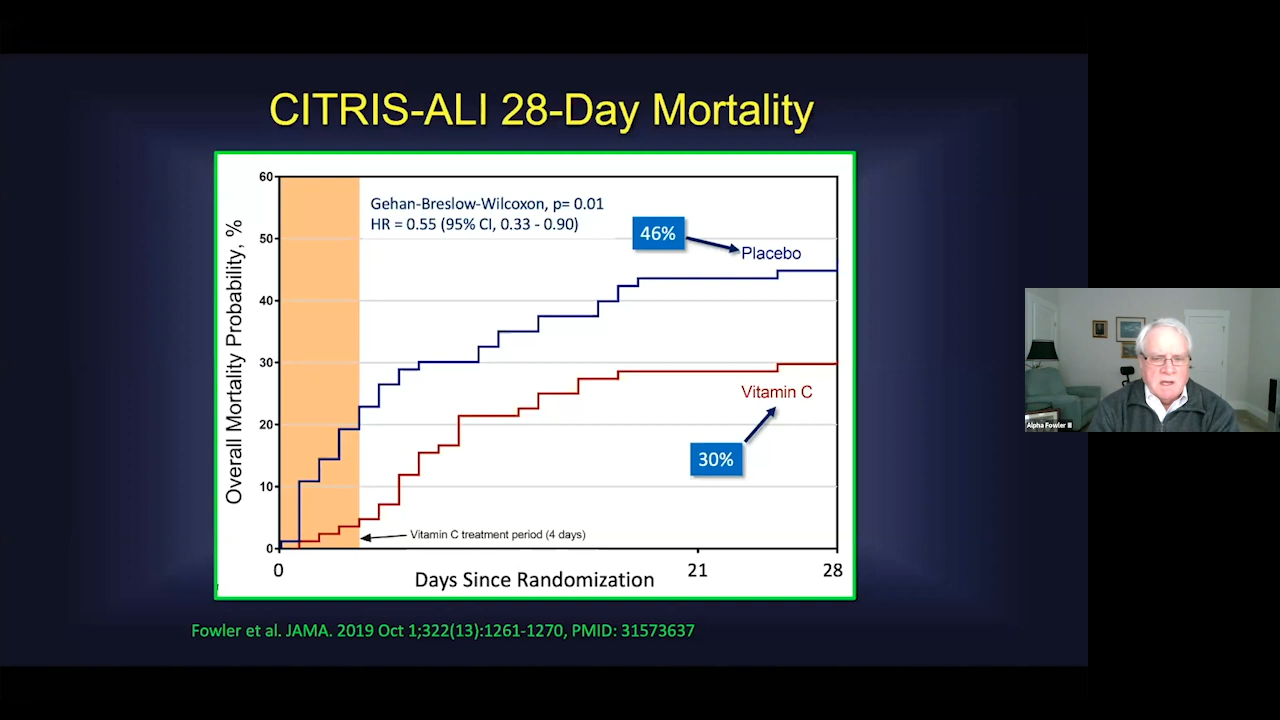 CITRIS-ALI 28-Day Mortality
60
50
40
30
20
10
0
Overall Mortality Probability, %
Gehan-Breslow-Wilcoxon, p= 0.01
HR = 0.55 (95% CI, 0.33 - 0.90)
46%
Placebo
Vitamin C
30%
Vitamin C treatment period (4 days)
0
21
28
Days Since Randomization
Fowler et al. JAMA. 2019 Oct 1;322(13):1261-1270, PMID: 31573637
Alpha Fowler III